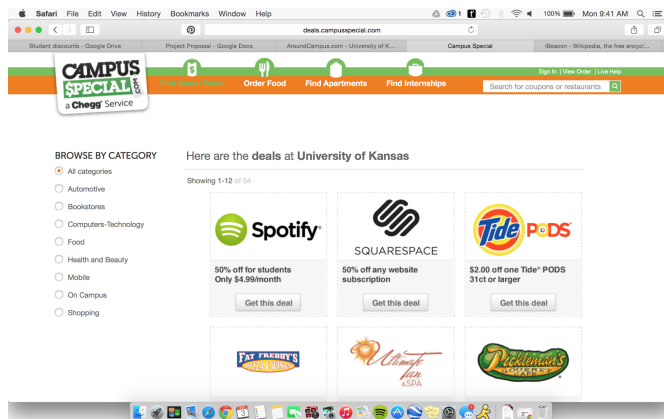 Safari File Edit View History Bookmarks Window Help
1 100% Mon 9:41 AM
deals.campusspecial.com
Student discounts - Google Drive
Project Proposal - Google Docs
AroundCampus.com - University of K...
Campus Special
iBeacon - Wikipedia, the free encycl...
CAMPUS
SPECIAL.COM
a Chegg® Service
Sign In | View Order | Live Help
Order Food
Find Apartments
Find Internships
Search for coupons or restaurants
BROWSE BY CATEGORY
Here are the deals at University of Kansas
All categories
Automotive
Bookstores
Computers-Technology
Food
Health and Beauty
Mobile
On Campus
Shopping
Showing 1-12 of 54
Spotify®
50% off for students
Only $4.99/month
Get this deal
SQUARESPACE
50% off any website
subscription
Get this deal
Tide PODS
$2.00 off one Tide® PODS
31ct or larger
Get this deal
FAT FREDDY'S
PIZZA & WINGS
Ultimate
Tan
& SPA
Pickleman's
GOURMET